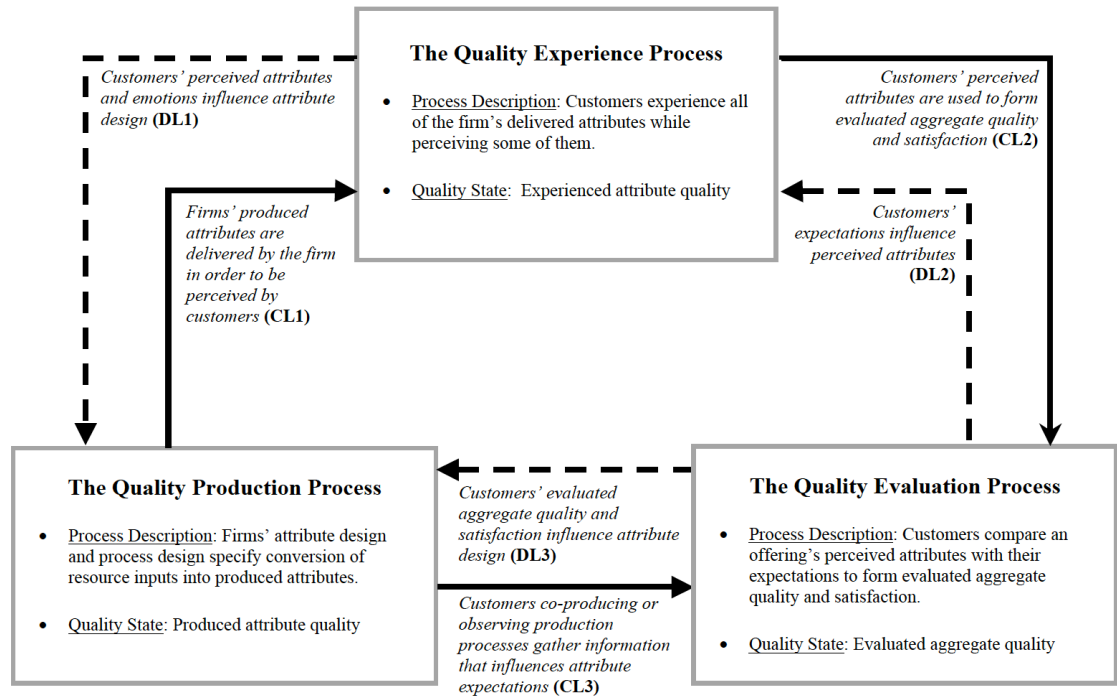 The Quality Experience Process
• Process Description: Customers experience all
of the firm’s delivered attributes while
perceiving some of them.
• Quality State:  Experienced attribute quality
Customers’ perceived attributes
and emotions influence attribute
design (DL1)
Customers’ perceived
attributes are used to form
evaluated aggregate quality
and satisfaction (CL2)
Firms’ produced
attributes are
delivered by the firm
in order to be
perceived by
customers (CL1)
Customers’
expectations influence
perceived attributes
(DL2)
The Quality Production Process
• Process Description: Firms’ attribute design
and process design specify conversion of
resource inputs into produced attributes.
• Quality State: Produced attribute quality
Customers’ evaluated
aggregate quality and
satisfaction influence attribute
design (DL3)
Customers co-producing or
observing production
processes gather information
that influences attribute
expectations (CL3)
The Quality Evaluation Process
• Process Description: Customers compare an
offering’s perceived attributes with their
expectations to form evaluated aggregate
quality and satisfaction.
• Quality State: Evaluated aggregate quality